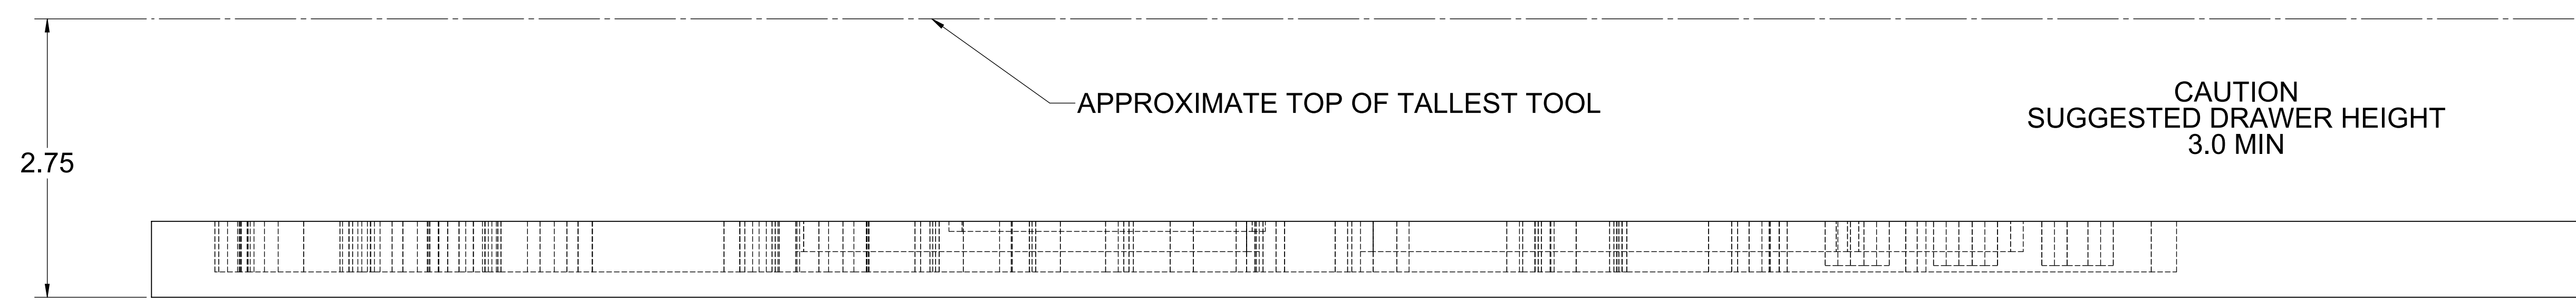 APPROXIMATE TOP OF TALLEST TOOL
CAUTION
SUGGESTED DRAWER HEIGHT
3.0 MIN
2.75